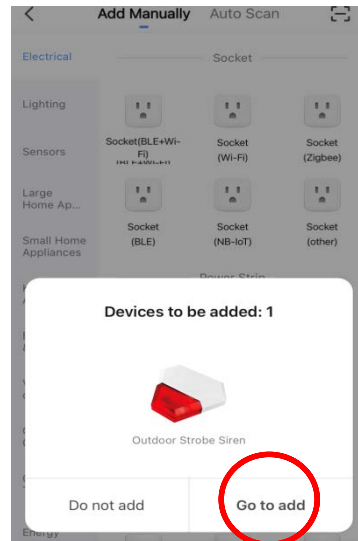 Add Manually Auto Scan
Electrical
Socket
Lighting
Sensors
Socket(BLE+Wi-
Fi)
Socket
(Wi-Fi)
Socket
(Zigbee)
Large
Home Ap...
Socket
(BLE)
Socket
(NB-IoT)
Socket
(other)
Small Home
Appliances
Power Strip
Devices to be added: 1
Outdoor Strobe Siren
Do not add
Go to add
Energy